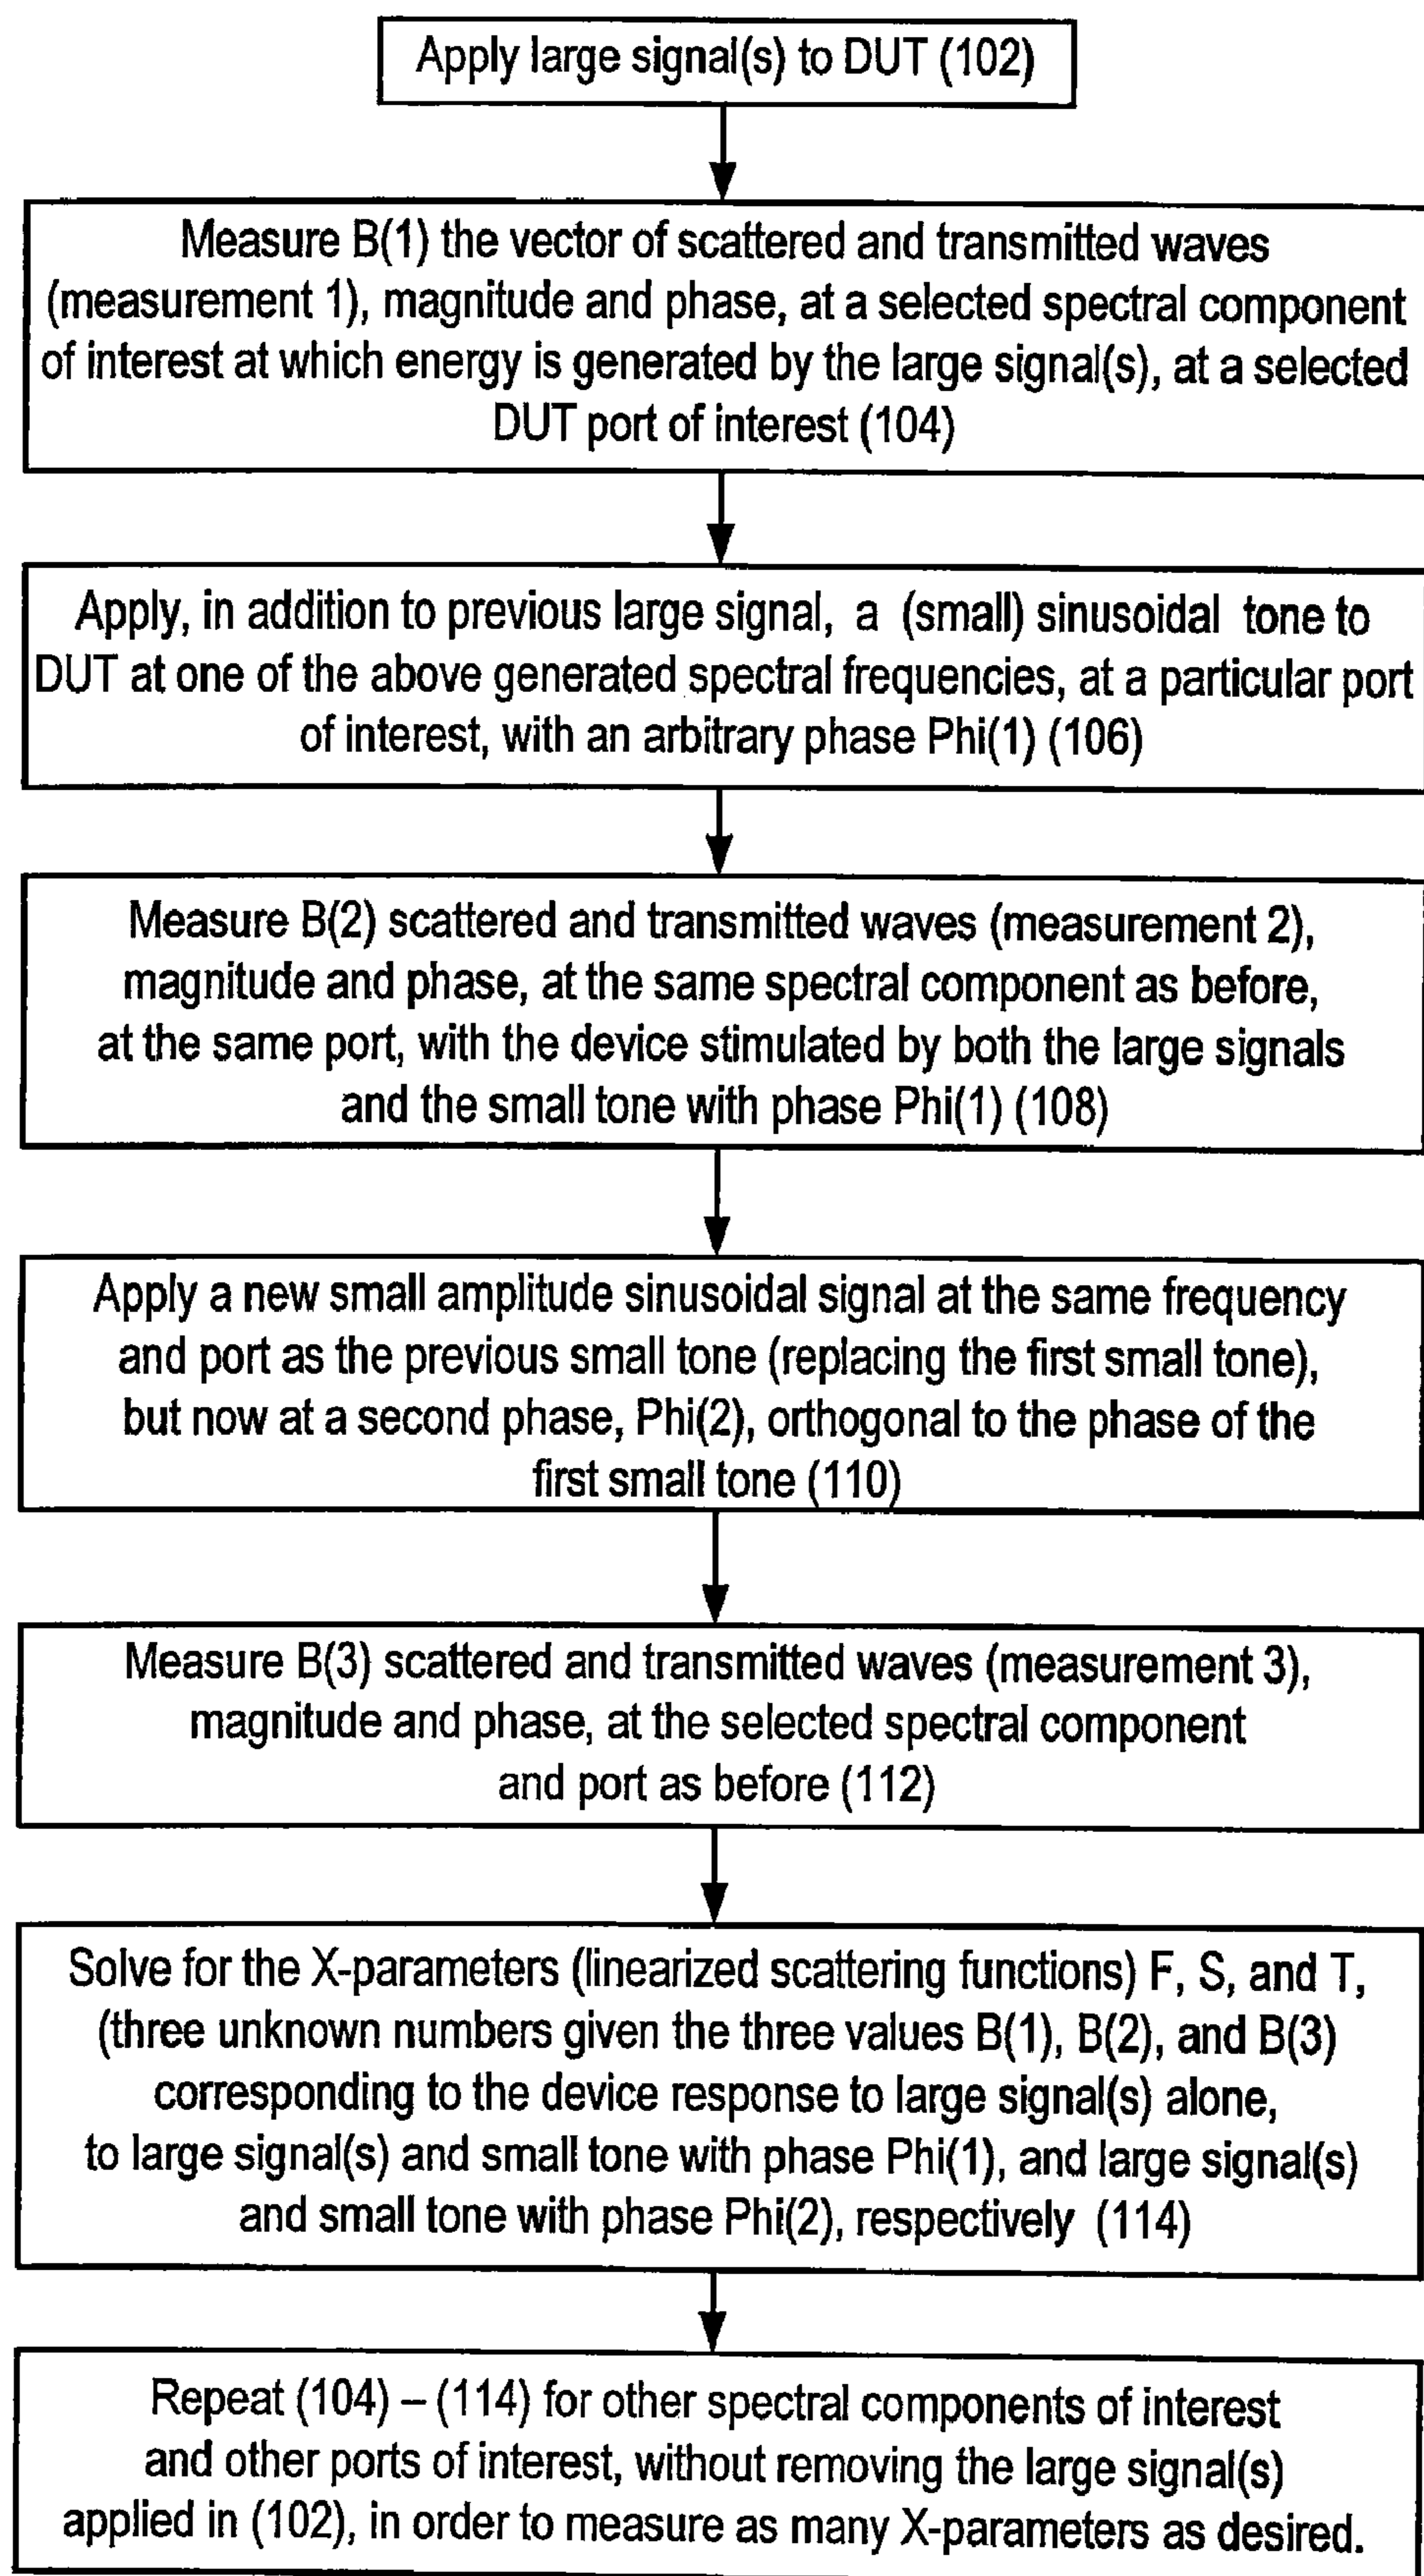 Apply large signal(s) to DUT (102)
Measure B(1) the vector of scattered and transmitted waves
(measurement 1), magnitude and phase, at a selected spectral component
of interest at which energy is generated by the large signal(s), at a selected
DUT port of interest (104)
Apply, in addition to previous large signal, a (small) sinusoidal tone to
DUT at one of the above generated spectral frequencies, at a particular port
of interest, with an arbitrary phase Phi(1) (106)
Measure B(2) scattered and transmitted waves (measurement 2),
magnitude and phase, at the same spectral component as before,
at the same port, with the device stimulated by both the large signals
and the small tone with phase Phi(1) (108)
Apply a new small amplitude sinusoidal signal at the same frequency
and port as the previous small tone (replacing the first small tone),
but now at a second phase, Phi(2), orthogonal to the phase of the
first small tone (110)
Measure B(3) scattered and transmitted waves (measurement 3),
magnitude and phase, at the selected spectral component
and port as before (112)
Solve for the X-parameters (linearized scattering functions) F, S, and T,
(three unknown numbers given the three values B(1), B(2), and B(3)
corresponding to the device response to large signal(s) alone,
to large signal(s) and small tone with phase Phi(1), and large signal(s)
and small tone with phase Phi(2), respectively (114)
Repeat (104) – (114) for other spectral components of interest
and other ports of interest, without removing the large signal(s)
applied in (102), in order to measure as many X-parameters as desired.